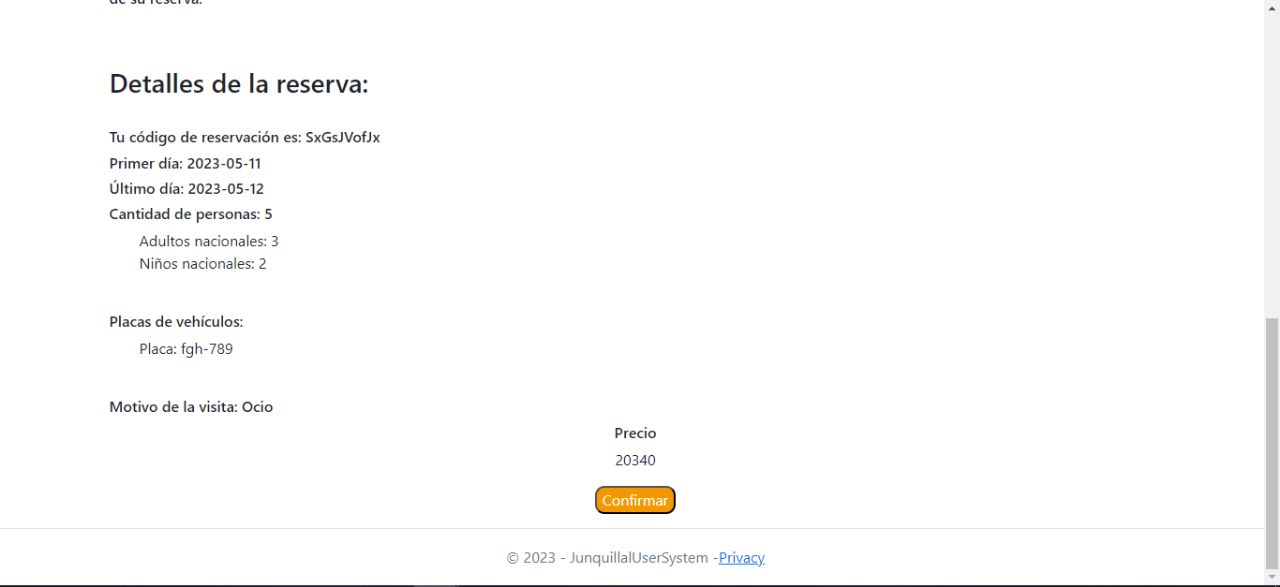 de su reserva.
Detalles de la reserva:
Tu código de reservación es: SxGsJVofJx
Primer día: 2023-05-11
Último día: 2023-05-12
Cantidad de personas: 5
Adultos nacionales: 3
Niños nacionales: 2
Placas de vehículos:
Placa: fgh-789
Motivo de la visita: Ocio
Precio
20340
Confirmar
© 2023 - JunquillalUserSystem -Privacy